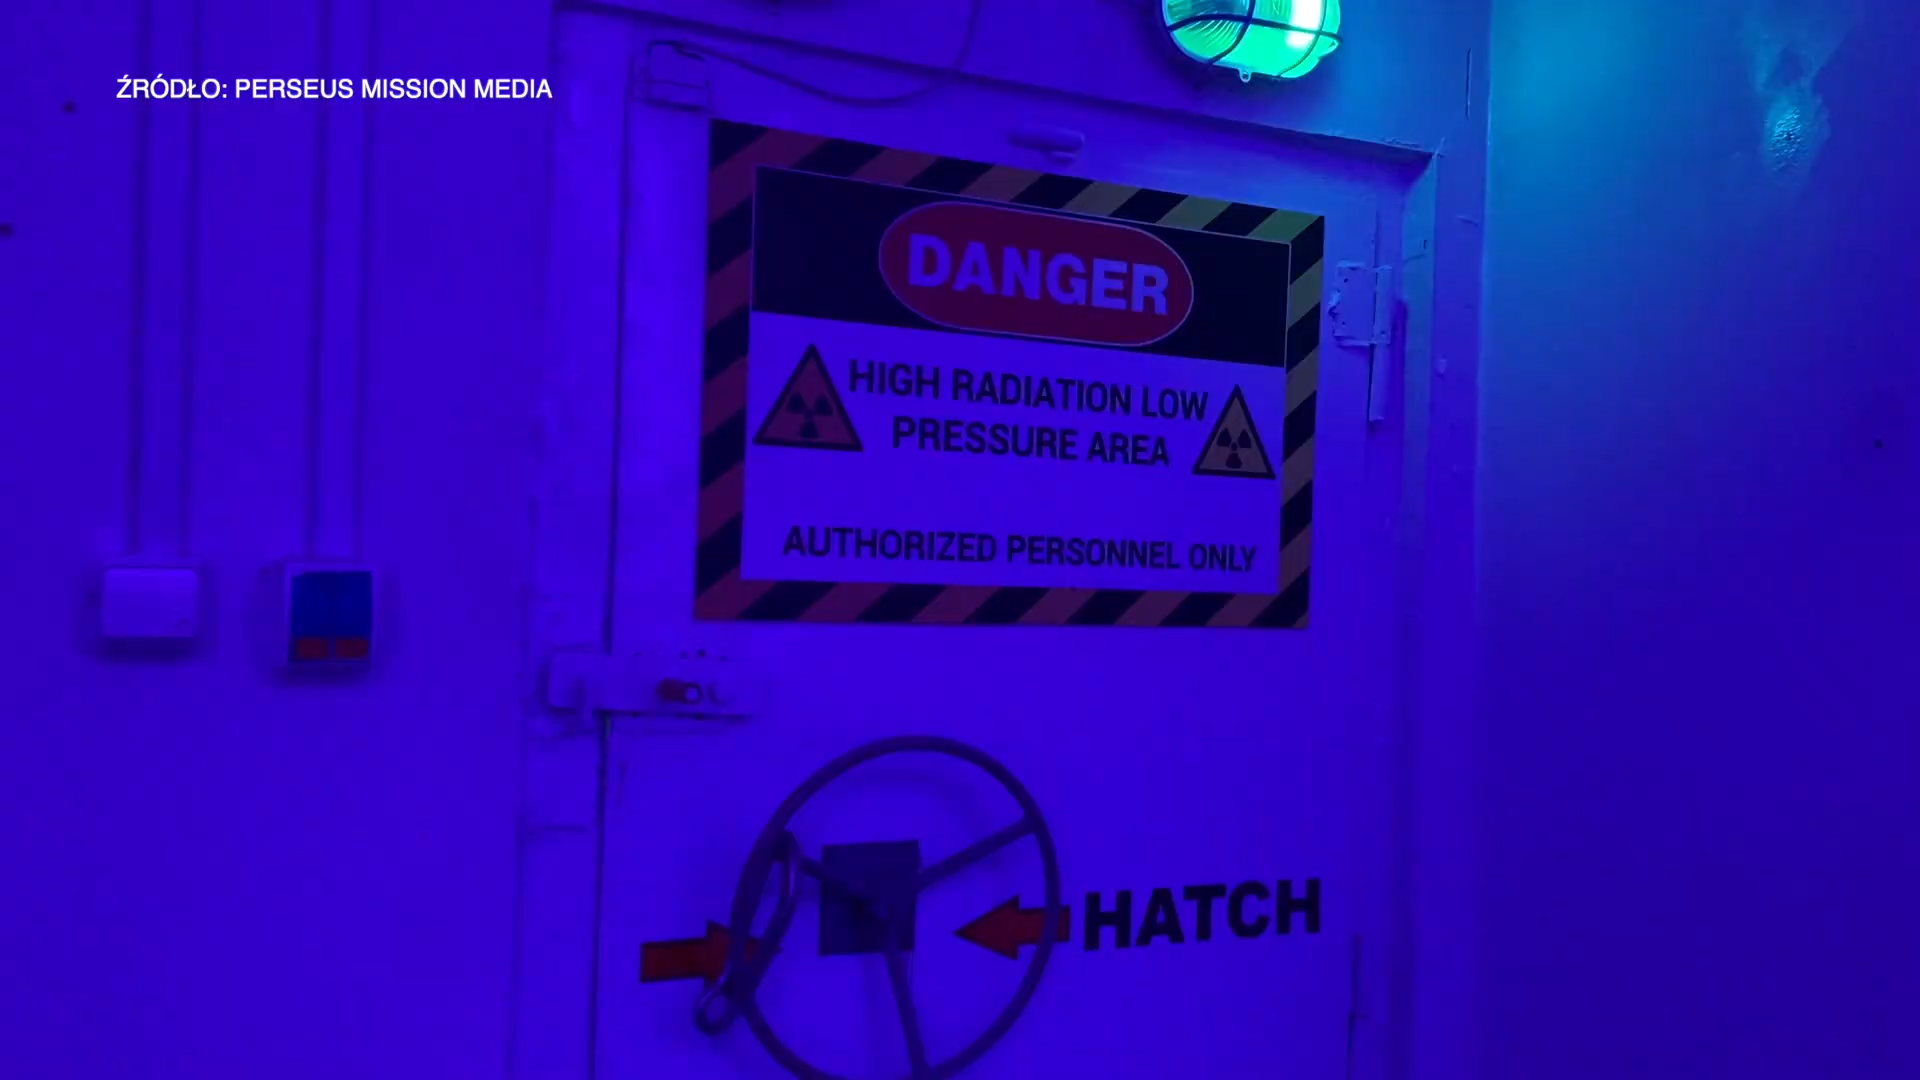 ŹRÓDŁO: PERSEUS MISSION MEDIA
DANGER
HIGH RADIATION LOW
PRESSURE AREA
AUTHORIZED PERSONNEL ONLY
HATCH